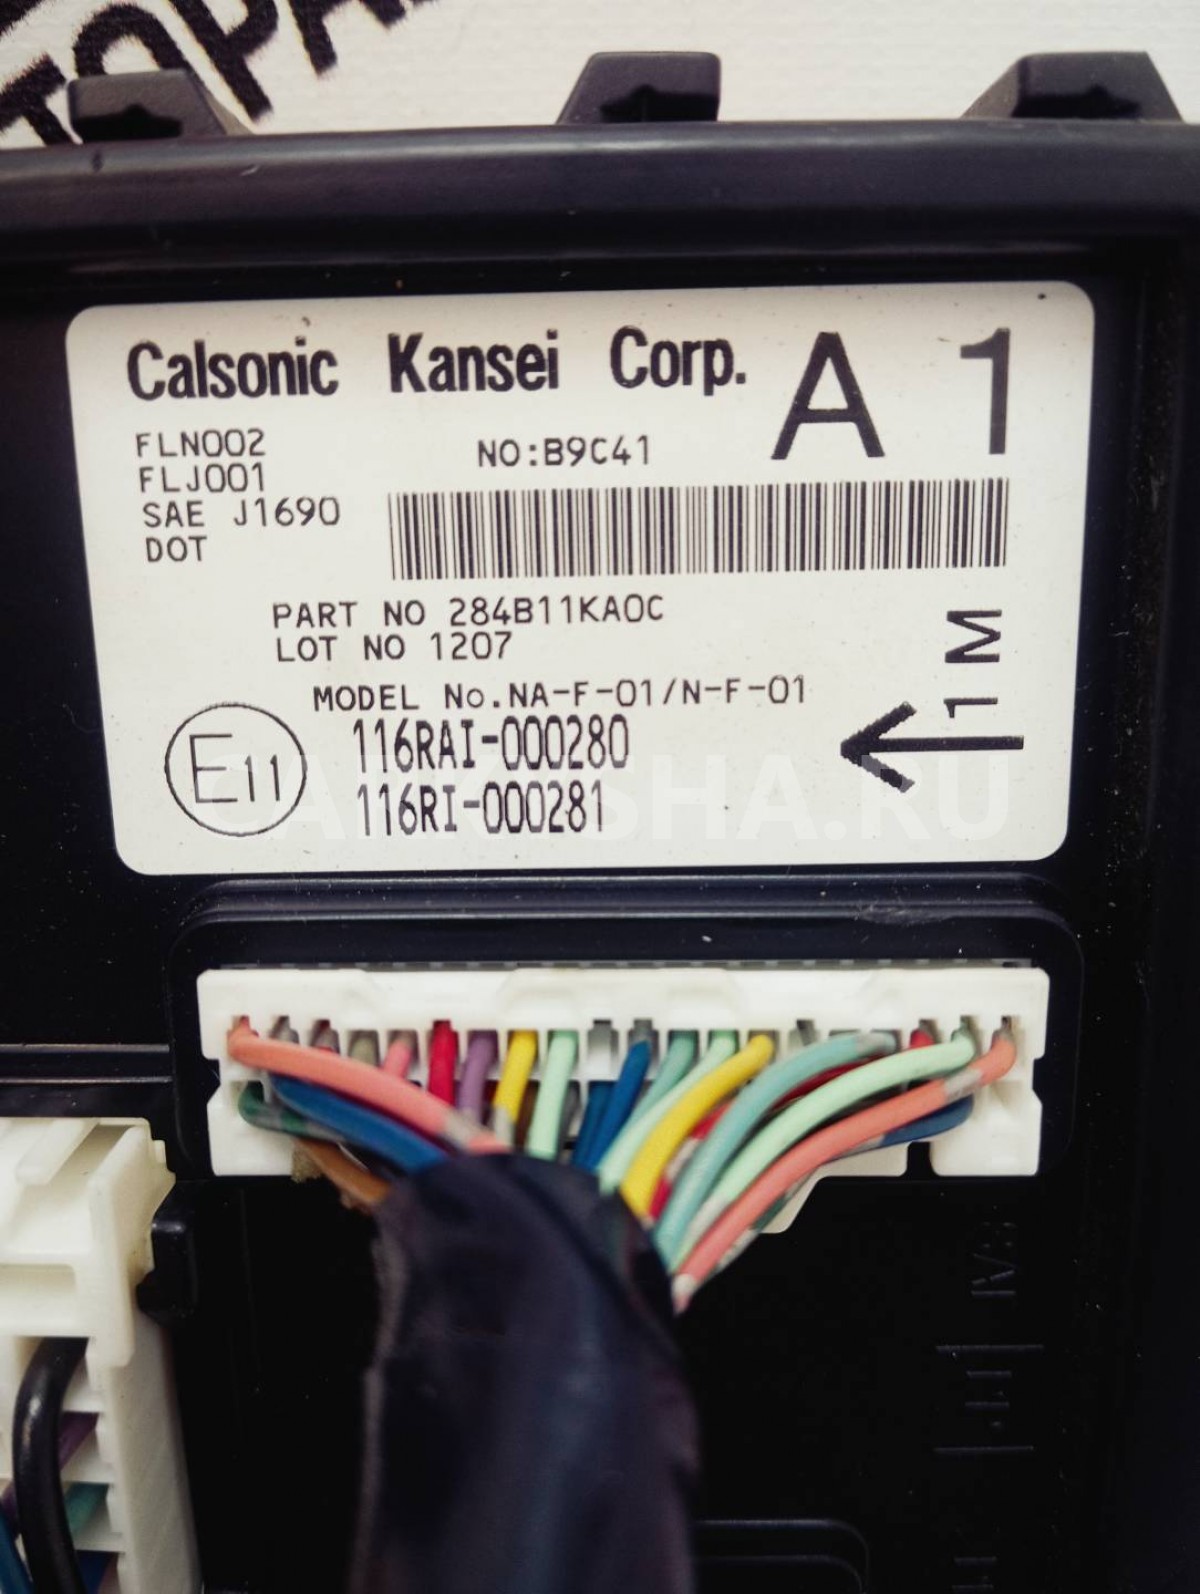 Calsonic Kansei Corp. A 1
FLN002
FLJ001
SAE J1690
DOT
NO:B9C41
PART NO 284B11KA0C
LOT NO 1207
MODEL No.NA-F-01/N-F-01
116RAI-000280
116RI-000281
E11
1M